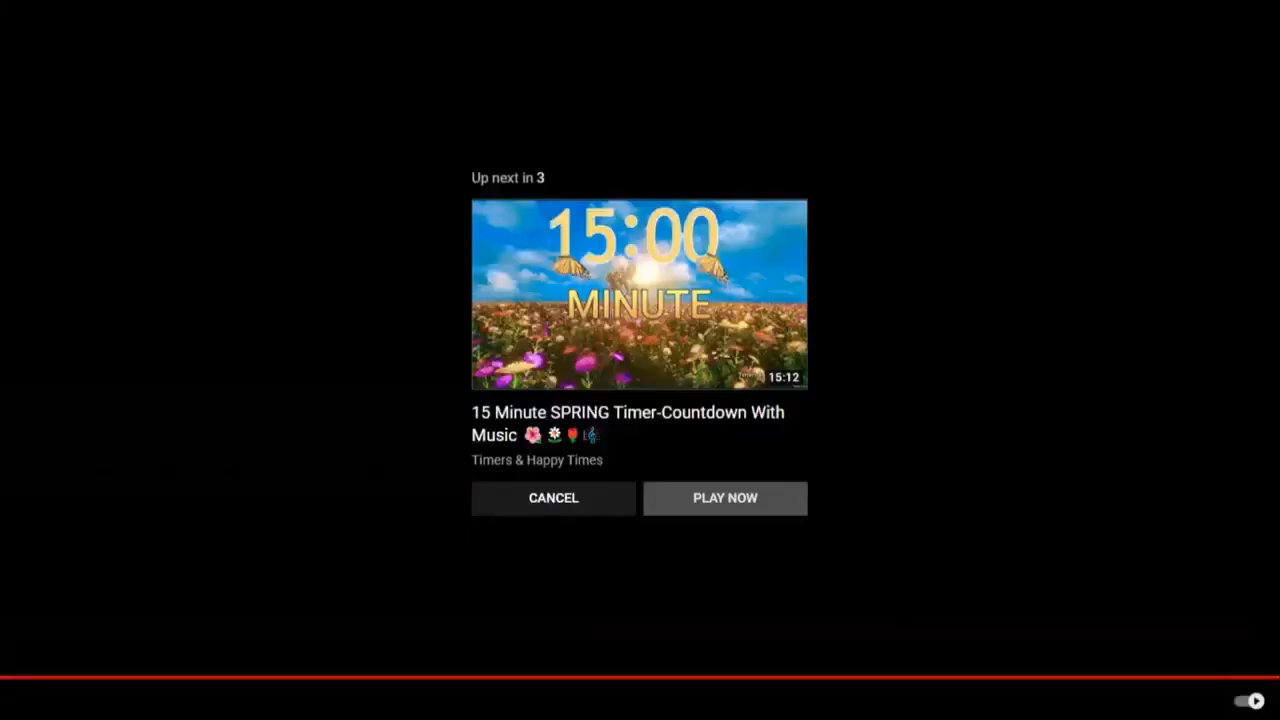 Up next in 3
15:00
MINUTE
15:12
15 Minute SPRING Timer-Countdown With
Music 🌺 🌼 🌷 🎼
Timers & Happy Times
CANCEL
PLAY NOW